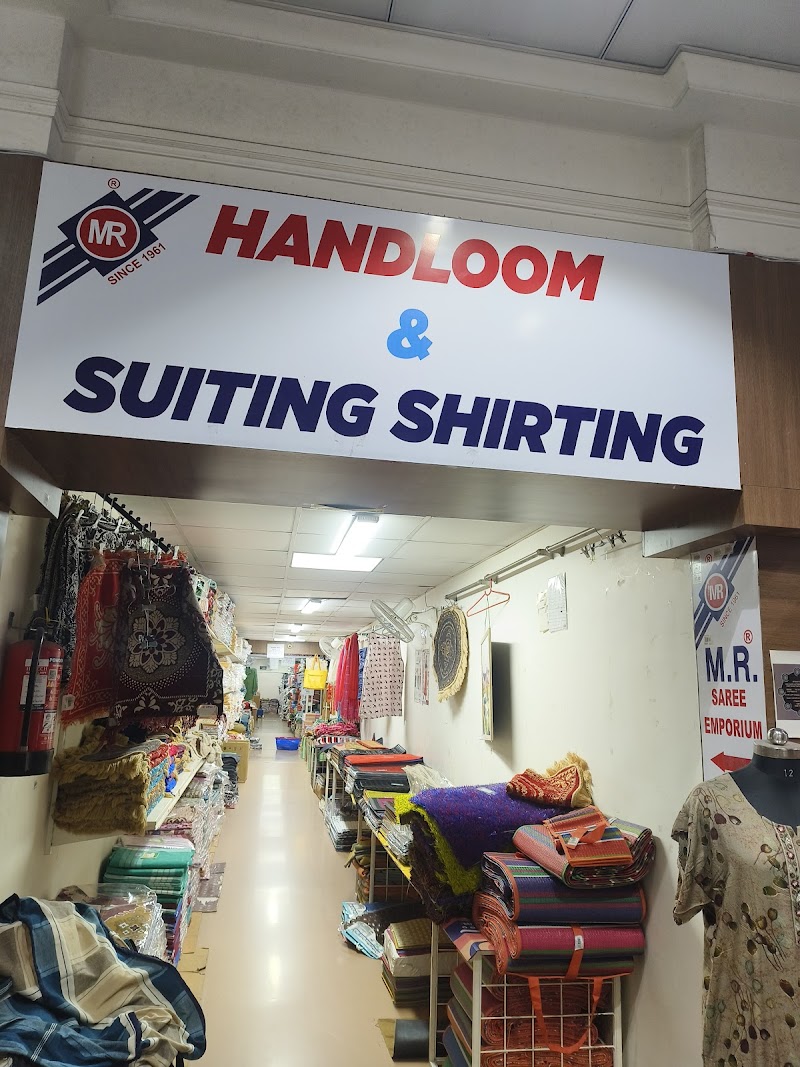 ®
MR
SINCE 1961
HANDLOOM
&
SUITING SHIRTING
®
MR
SINCE 1961
®
M.R.
SAREE
EMPORIUM
12